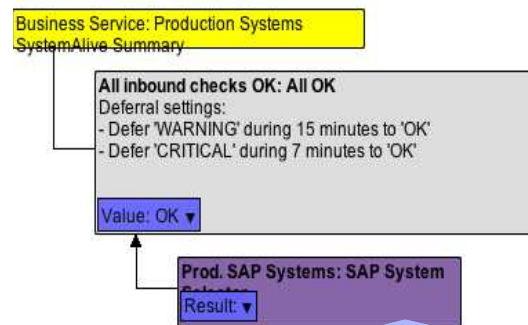 Business Service: Production Systems
SystemAlive Summary
All inbound checks OK: All OK
Deferral settings:
- Defer 'WARNING' during 15 minutes to 'OK'
- Defer 'CRITICAL' during 7 minutes to 'OK'
Value: OK ▼
Prod. SAP Systems: SAP System
Selector
Result: ▼